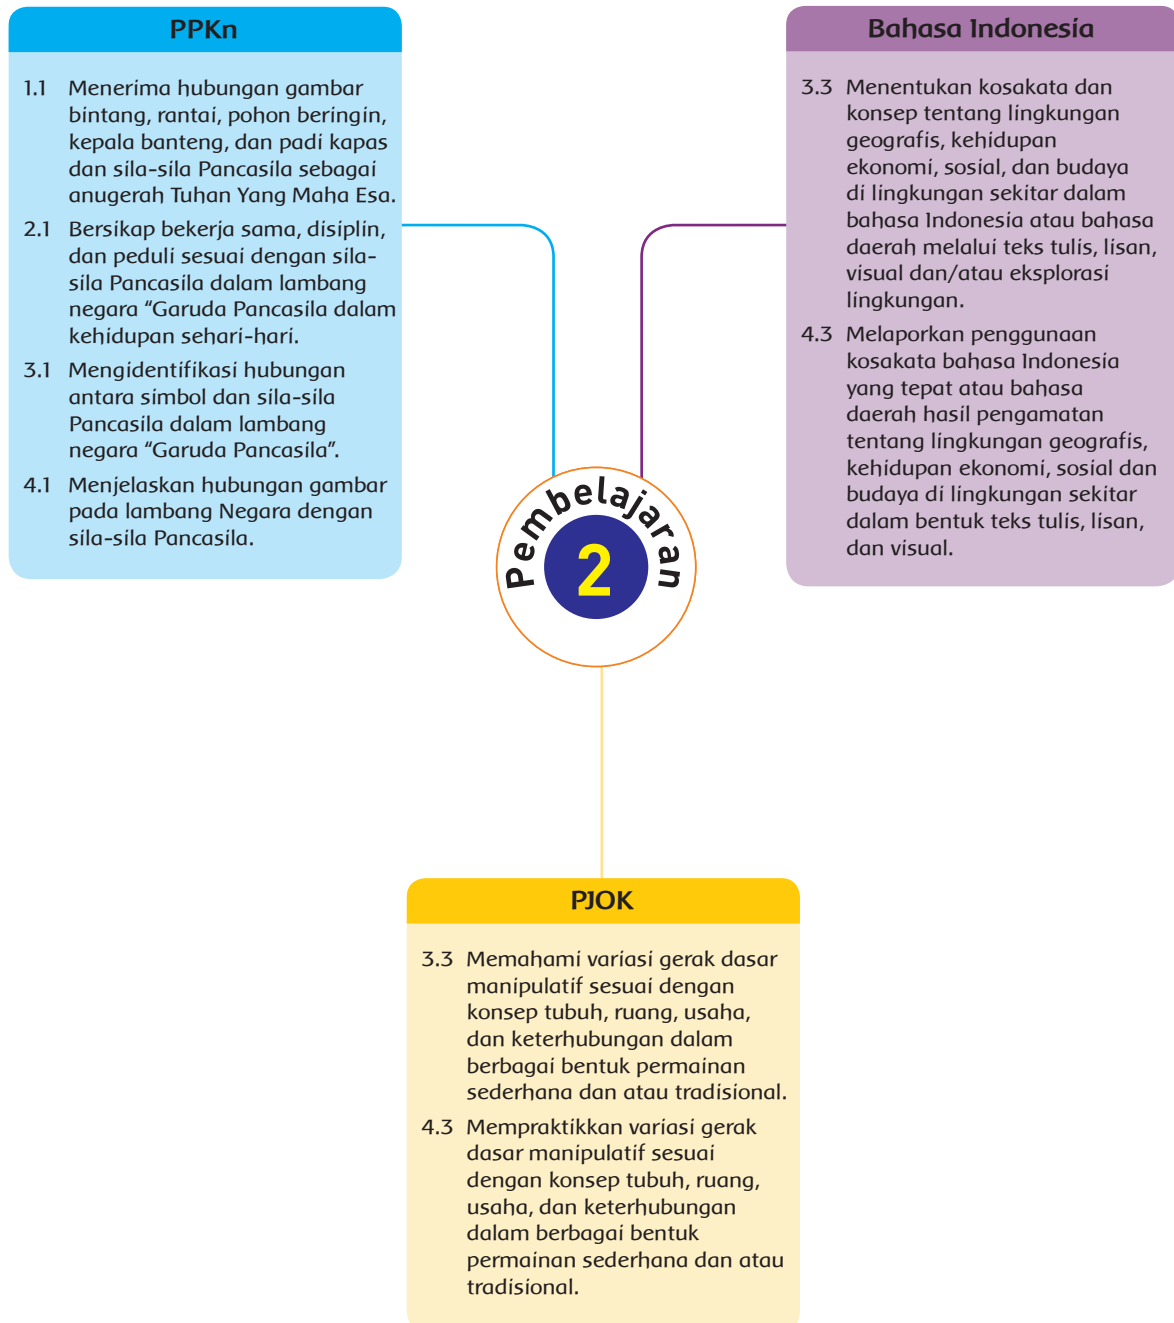 PPKn
1.1 Menerima hubungan gambar
bintang, rantai, pohon beringin,
kepala banteng, dan padi kapas
dan sila-sila Pancasila sebagai
anugerah Tuhan Yang Maha Esa.
2.1 Bersikap bekerja sama, disiplin,
dan peduli sesuai dengan sila-
sila Pancasila dalam lambang
negara “Garuda Pancasila dalam
kehidupan sehari-hari.
3.1 Mengidentifikasi hubungan
antara simbol dan sila-sila
Pancasila dalam lambang
negara “Garuda Pancasila”.
4.1 Menjelaskan hubungan gambar
pada lambang Negara dengan
sila-sila Pancasila.
Bahasa Indonesia
3.3 Menentukan kosakata dan
konsep tentang lingkungan
geografis, kehidupan
ekonomi, sosial, dan budaya
di lingkungan sekitar dalam
bahasa Indonesia atau bahasa
daerah melalui teks tulis, lisan,
visual dan/atau eksplorasi
lingkungan.
4.3 Melaporkan penggunaan
kosakata bahasa Indonesia
yang tepat atau bahasa
daerah hasil pengamatan
tentang lingkungan geografis,
kehidupan ekonomi, sosial dan
budaya di lingkungan sekitar
dalam bentuk teks tulis, lisan,
dan visual.
Pembelajaran
2
PJOK
3.3 Memahami variasi gerak dasar
manipulatif sesuai dengan
konsep tubuh, ruang, usaha,
dan keterhubungan dalam
berbagai bentuk permainan
sederhana dan atau tradisional.
4.3 Mempraktikkan variasi gerak
dasar manipulatif sesuai
dengan konsep tubuh, ruang,
usaha, dan keterhubungan
dalam berbagai bentuk
permainan sederhana dan atau
tradisional.